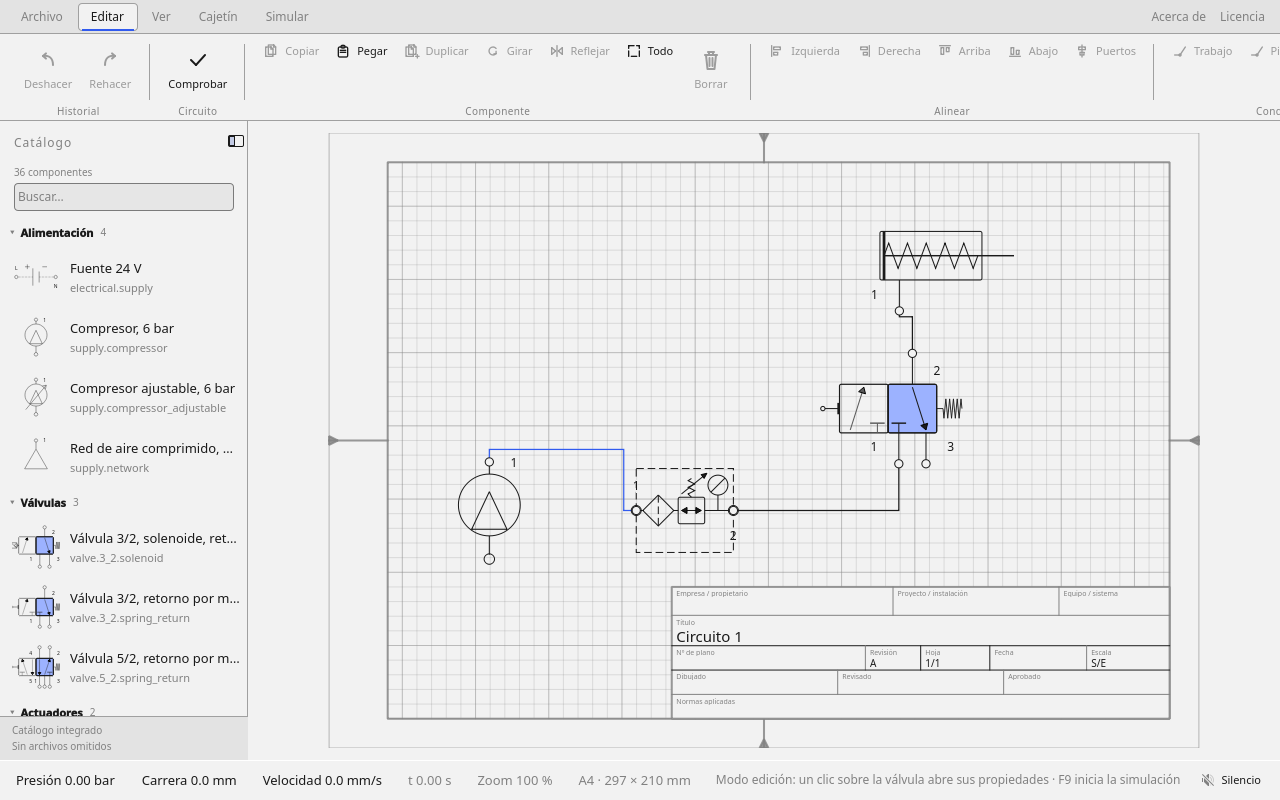 Archivo Editar Ver Cajetín Simular Acerca de Licencia
Deshacer Rehacer Comprobar Copiar Pegar Duplicar Girar Reflejar Todo Borrar Izquierda Derecha Arriba Abajo Puertos Trabajo
Historial Circuito Componente Alinear
Catálogo
36 componentes
Buscar...
Alimentación 4
Fuente 24 V
electrical.supply
Compresor, 6 bar
supply.compressor
Compresor ajustable, 6 bar
supply.compressor_adjustable
Red de aire comprimido, ...
supply.network
Válvulas 3
Válvula 3/2, solenoide, ret...
valve.3_2.solenoid
Válvula 3/2, retorno por m...
valve.3_2.spring_return
Válvula 5/2, retorno por m...
valve.5_2.spring_return
Actuadores 2
Catálogo integrado
Sin archivos omitidos
1
2
1 3
1
1
2
Empresa / propietario Proyecto / instalación Equipo / sistema
Título
Circuito 1
Nº de plano Revisión Hoja Fecha Escala
A 1/1 S/E
Dibujado Revisado Aprobado
Normas aplicadas
Presión 0.00 bar Carrera 0.0 mm Velocidad 0.0 mm/s t 0.00 s Zoom 100 % A4 · 297 × 210 mm Modo edición: un clic sobre la válvula abre sus propiedades · F9 inicia la simulación Silencio